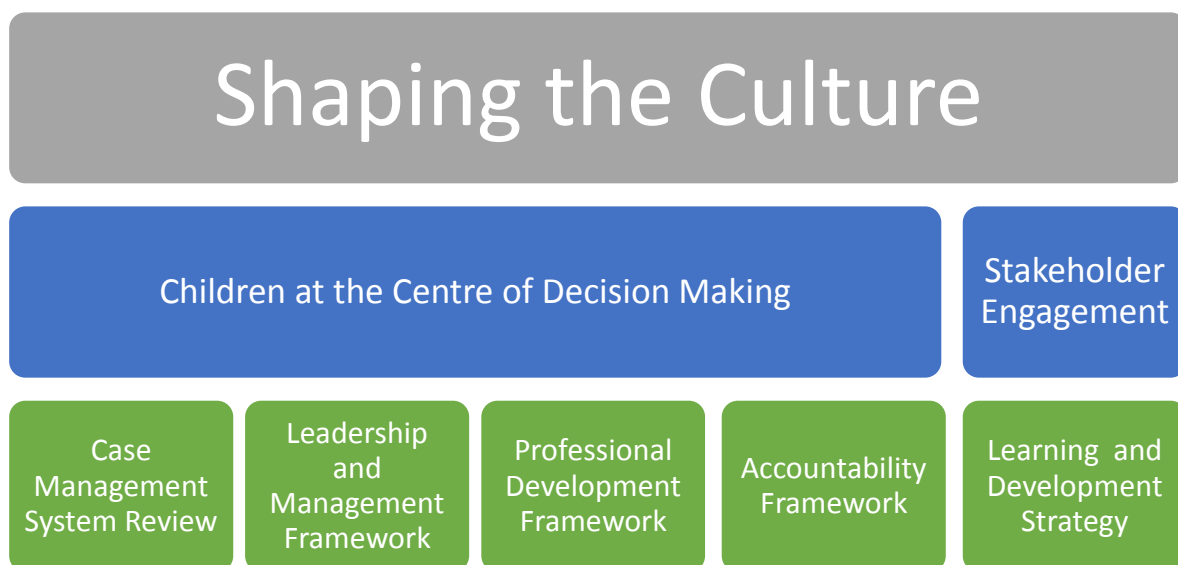 Shaping the Culture
Children at the Centre of Decision Making
Stakeholder
Engagement
Case
Management
System Review
Leadership
and
Management
Framework
Professional
Development
Framework
Accountability
Framework
Learning and
Development
Strategy